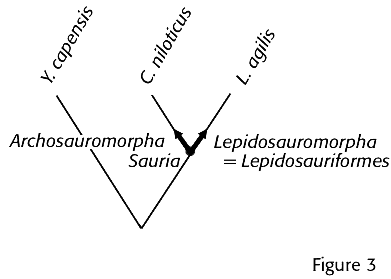 Y. capensis
C. niloticus
L. agilis
Archosauromorpha
Lepidosauromorpha
Sauria
= Lepidosauriformes
Figure 3